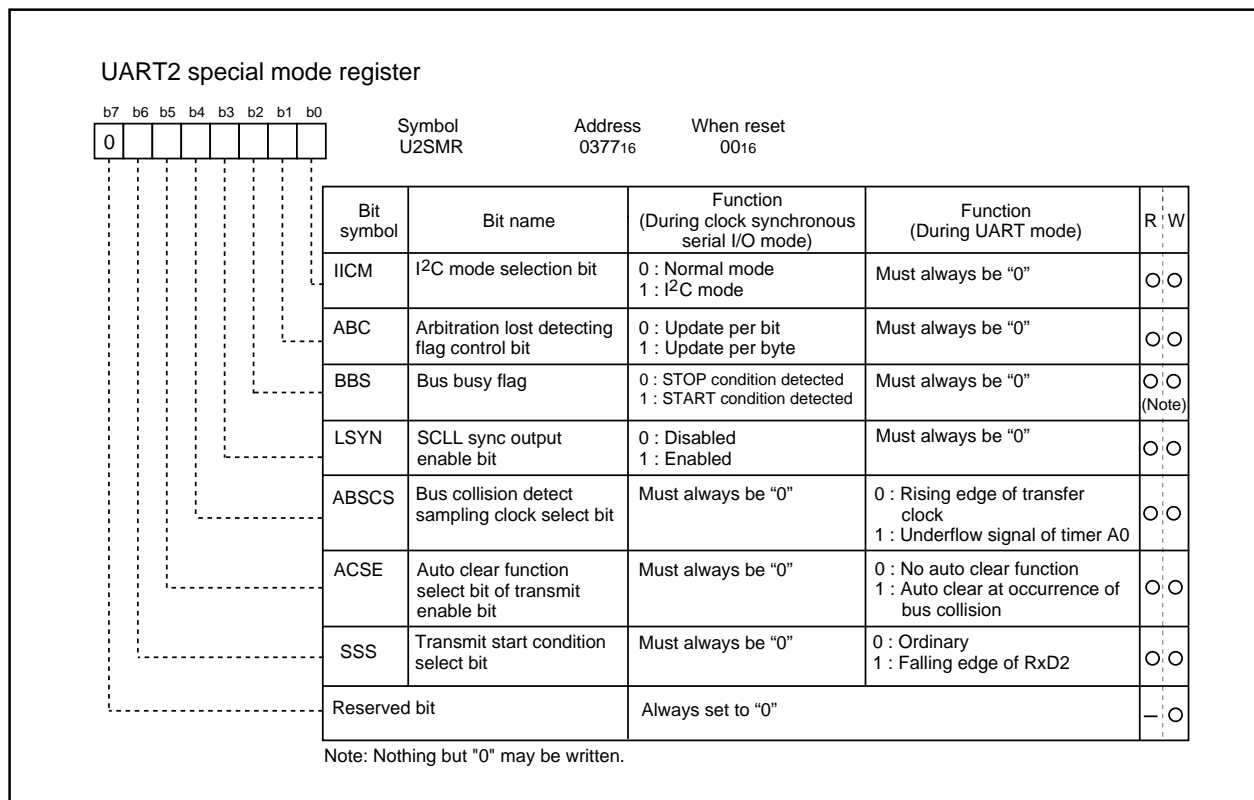 UART2 special mode register
b7 b6 b5 b4 b3 b2 b1 b0
0
Symbol Address When reset
U2SMR 037716 0016
Bit symbol
Bit name
Function
(During clock synchronous
serial I/O mode)
Function
(During UART mode)
R W
IICM
I2C mode selection bit
0 : Normal mode
1 : I2C mode
Must always be “0”
ABC
Arbitration lost detecting
flag control bit
0 : Update per bit
1 : Update per byte
Must always be “0”
BBS
Bus busy flag
0 : STOP condition detected
1 : START condition detected
Must always be “0”
(Note)
LSYN
SCLL sync output
enable bit
0 : Disabled
1 : Enabled
Must always be “0”
ABSCS
Bus collision detect
sampling clock select bit
Must always be “0”
0 : Rising edge of transfer
clock
1 : Underflow signal of timer A0
ACSE
Auto clear function
select bit of transmit
enable bit
Must always be “0”
0 : No auto clear function
1 : Auto clear at occurrence of
bus collision
SSS
Transmit start condition
select bit
Must always be “0”
0 : Ordinary
1 : Falling edge of RxD2
Reserved bit
Always set to “0”
–
Note: Nothing but "0" may be written.